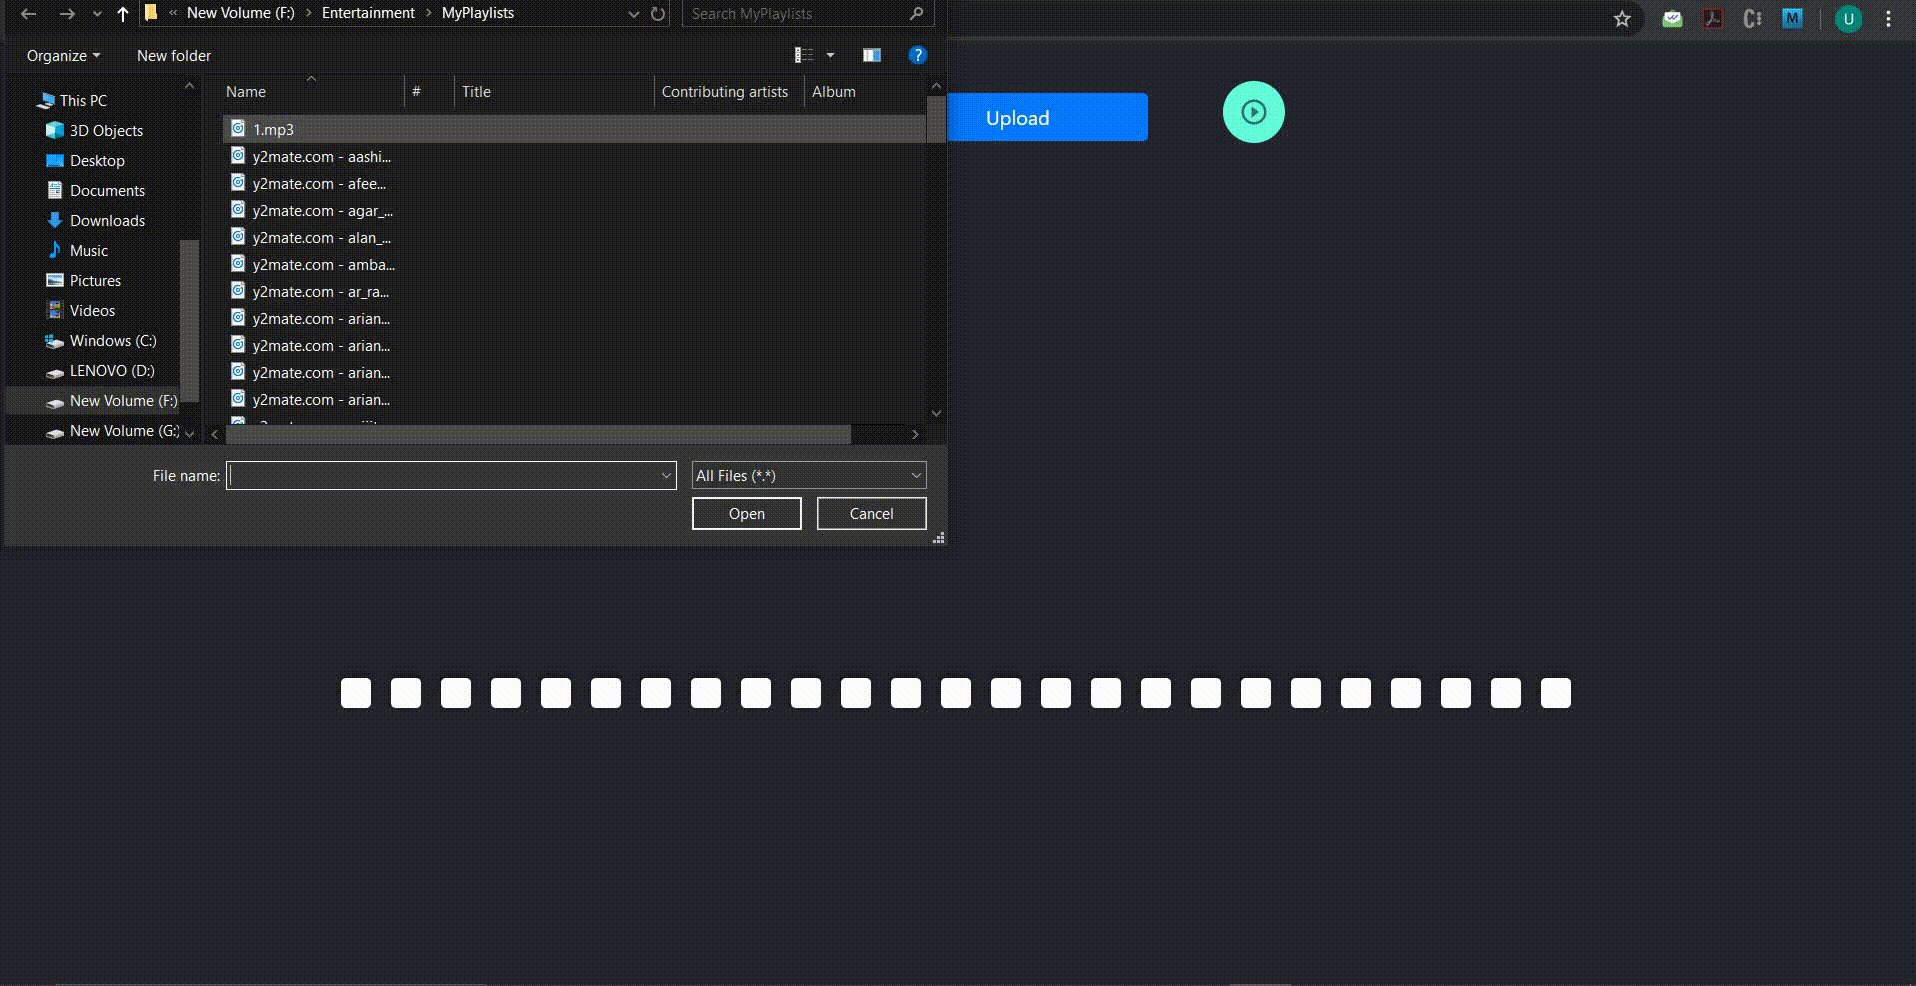 « New Volume (F:) > Entertainment > MyPlaylists
Search MyPlaylists
U
M
Organize
New folder
?
This PC
3D Objects
Desktop
Documents
Downloads
Music
Pictures
Videos
Windows (C:)
LENOVO (D:)
New Volume (F:)
New Volume (G:)
Name # Title Contributing artists Album
1.mp3
y2mate.com - aashi...
y2mate.com - afee...
y2mate.com - agar_...
y2mate.com - alan_...
y2mate.com - amba...
y2mate.com - ar_ra...
y2mate.com - arian...
y2mate.com - arian...
y2mate.com - arian...
y2mate.com - arian...
Upload
File name:
All Files (*.*)
Open
Cancel